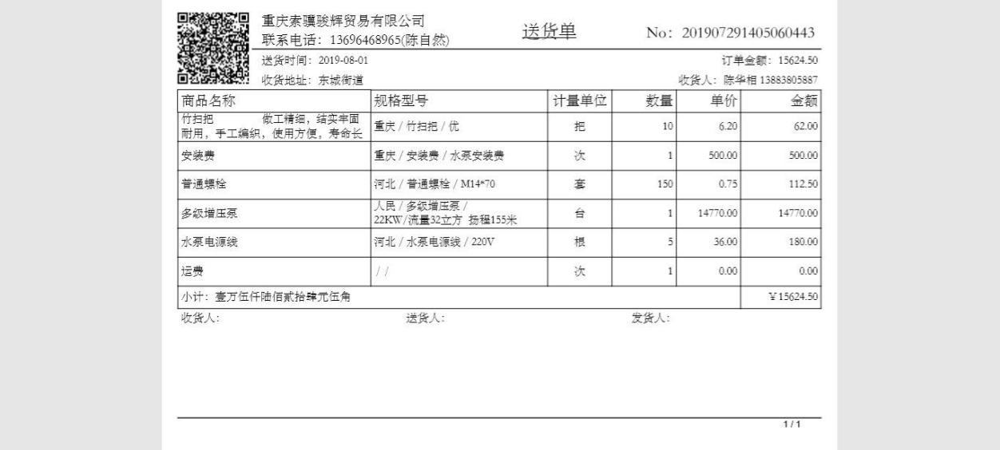 重庆索骥骏辉贸易有限公司
联系电话：13696468965(陈自然)
送货单
No：201907291405060443
送货时间：2019-08-01
订单金额：15624.50
收货地址：东城街道
收货人：陈华相 13883805887
商品名称 规格型号 计量单位 数量 单价 金额
竹扫把 做工精细，结实牢固
耐用，手工编织，使用方便，寿命长
重庆 / 竹扫把 / 优 把 10 6.20 62.00
安装费 重庆 / 安装费 / 水泵安装费 次 1 500.00 500.00
普通螺栓 河北 / 普通螺栓 / M14*70 套 150 0.75 112.50
多级增压泵
人民 / 多级增压泵 /
22KW/流量32立方 扬程155米
台 1 14770.00 14770.00
水泵电源线 河北 / 水泵电源线 / 220V 根 5 36.00 180.00
运费 / / 次 1 0.00 0.00
小计：壹万伍仟陆佰贰拾肆元伍角 ¥15624.50
收货人： 送货人： 发货人：
1 / 1